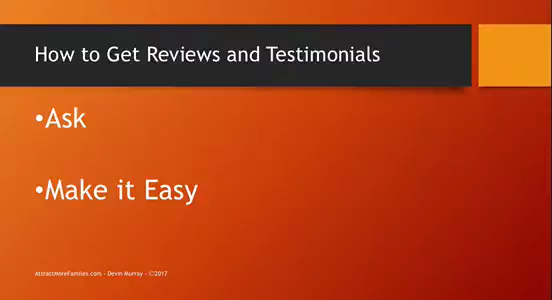 How to Get Reviews and Testimonials
•Ask
•Make it Easy
AttractMoreFamilies.com - Devin Murray - ©2017